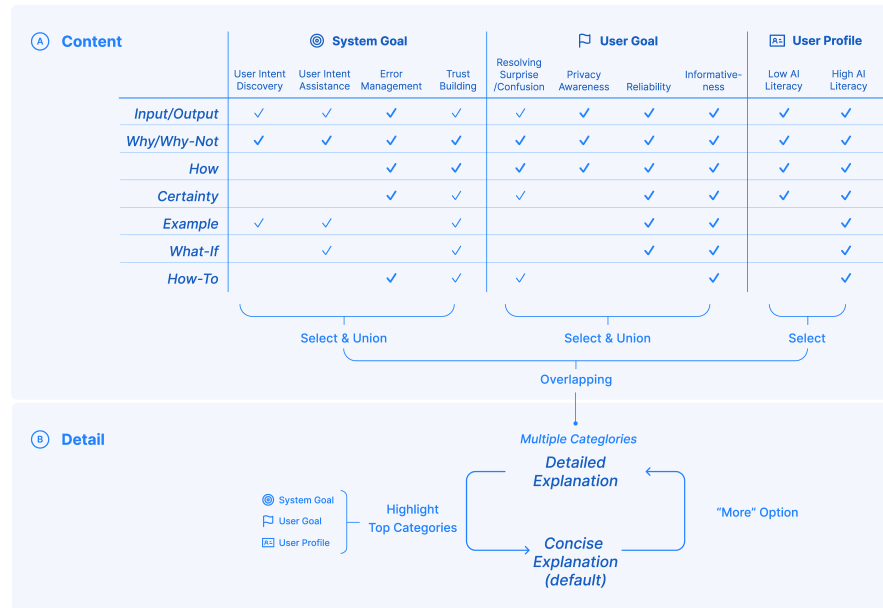 A Content
System Goal
User Goal
User Profile
User Intent
Discovery
User Intent
Assistance
Error
Management
Trust
Building
Resolving
Surprise
/Confusion
Privacy
Awareness
Reliability
Informative-
ness
Low AI
Literacy
High AI
Literacy
Input/Output
Why/Why-Not
How
Certainty
Example
What-If
How-To
Select & Union
Select & Union
Select
Overlapping
B Detail
Multiple Categlories
Detailed
Explanation
System Goal
User Goal
User Profile
Highlight
Top Categories
"More" Option
Concise
Explanation
(default)